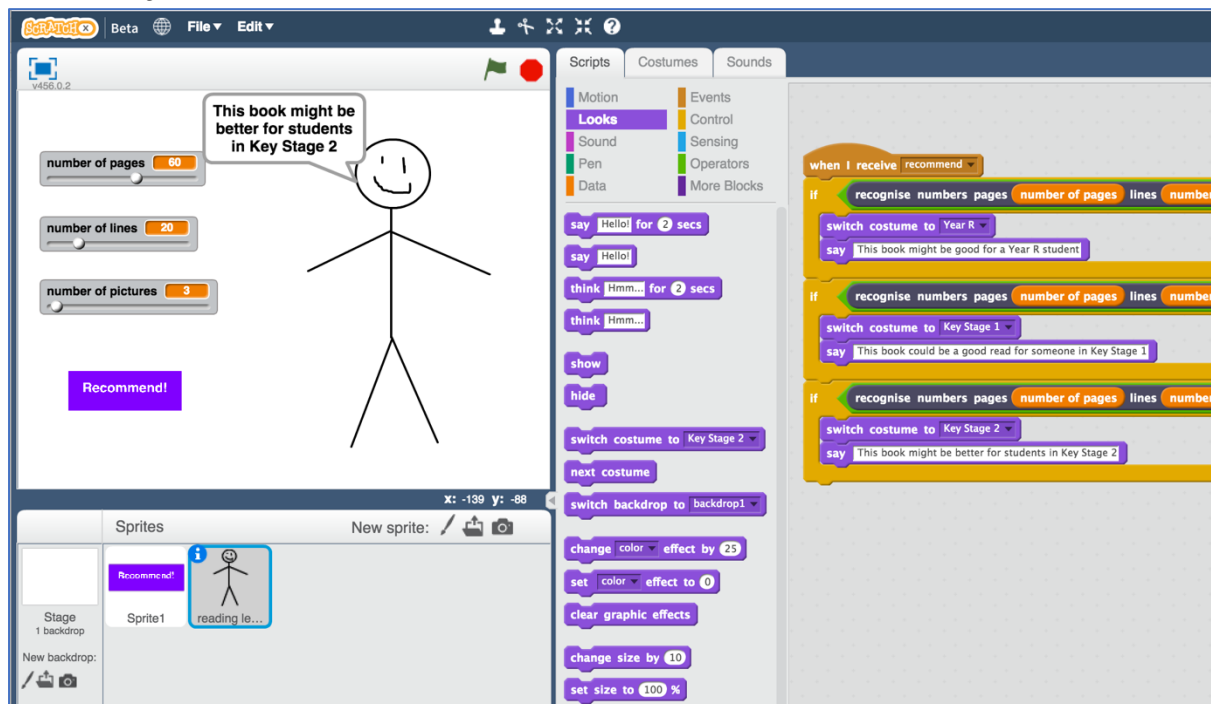 SCRATCHX Beta File▼ Edit▼
v456.0.2
This book might be
better for students
in Key Stage 2
number of pages 60
number of lines 20
number of pictures 3
Recommend!
x: -139 y: -88
Sprites New sprite:
Stage
1 backdrop
New backdrop:
Recommend!
Sprite1
reading le...
Scripts Costumes Sounds
Motion Events
Looks Control
Sound Sensing
Pen Operators
Data More Blocks
say Hello! for 2 secs
say Hello!
think Hmm... for 2 secs
think Hmm...
show
hide
switch costume to Key Stage 2
next costume
switch backdrop to backdrop1
change color effect by 25
set color effect to 0
clear graphic effects
change size by 10
set size to 100 %
when I receive recommend
if recognise numbers pages number of pages lines number
switch costume to Year R
say This book might be good for a Year R student
if recognise numbers pages number of pages lines number
switch costume to Key Stage 1
say This book could be a good read for someone in Key Stage 1
if recognise numbers pages number of pages lines number
switch costume to Key Stage 2
say This book might be better for students in Key Stage 2